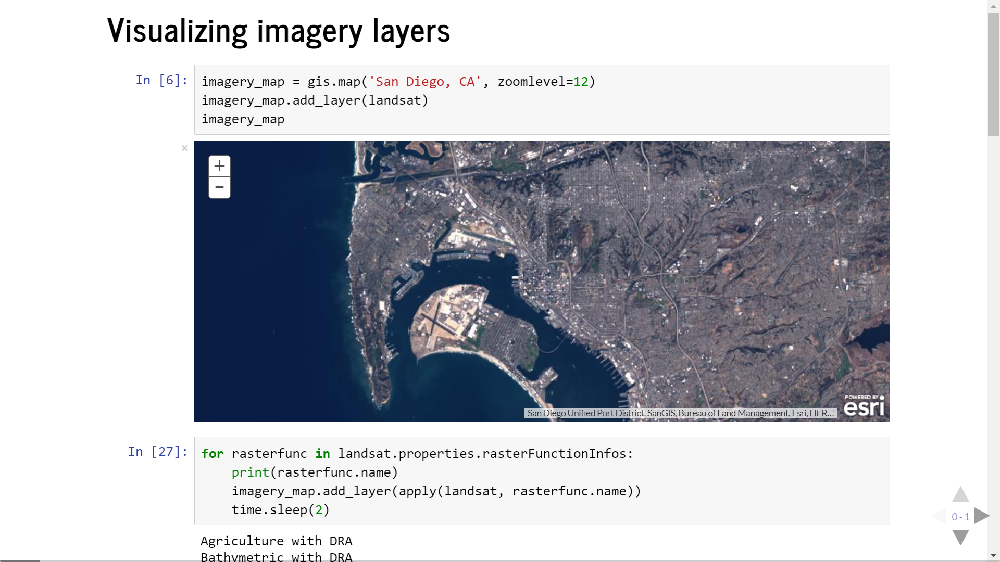 Visualizing imagery layers
In [6]:
imagery_map = gis.map('San Diego, CA', zoomlevel=12)
imagery_map.add_layer(landsat)
imagery_map
×
+
−
POWERED BY
esri
San Diego Unified Port District, SanGIS, Bureau of Land Management, Esri, HER...
In [27]:
for rasterfunc in landsat.properties.rasterFunctionInfos:
    print(rasterfunc.name)
    imagery_map.add_layer(apply(landsat, rasterfunc.name))
    time.sleep(2)
0-1
Agriculture with DRA
Bathymetric with DRA